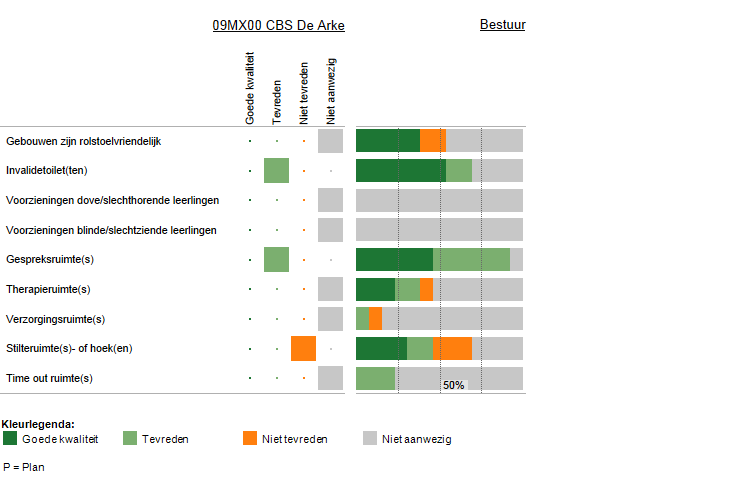 09MX00 CBS De Arke
Bestuur
Goede kwaliteit
Tevreden
Niet tevreden
Niet aanwezig
Gebouwen zijn rolstoelvriendelijk
Invalidetoilet(ten)
Voorzieningen dove/slechthorende leerlingen
Voorzieningen blinde/slechtziende leerlingen
Gespreksruimte(s)
Therapieruimte(s)
Verzorgingsruimte(s)
Stilteruimte(s)- of hoek(en)
Time out ruimte(s)
50%
Kleurlegenda:
Goede kwaliteit
Tevreden
Niet tevreden
Niet aanwezig
P = Plan